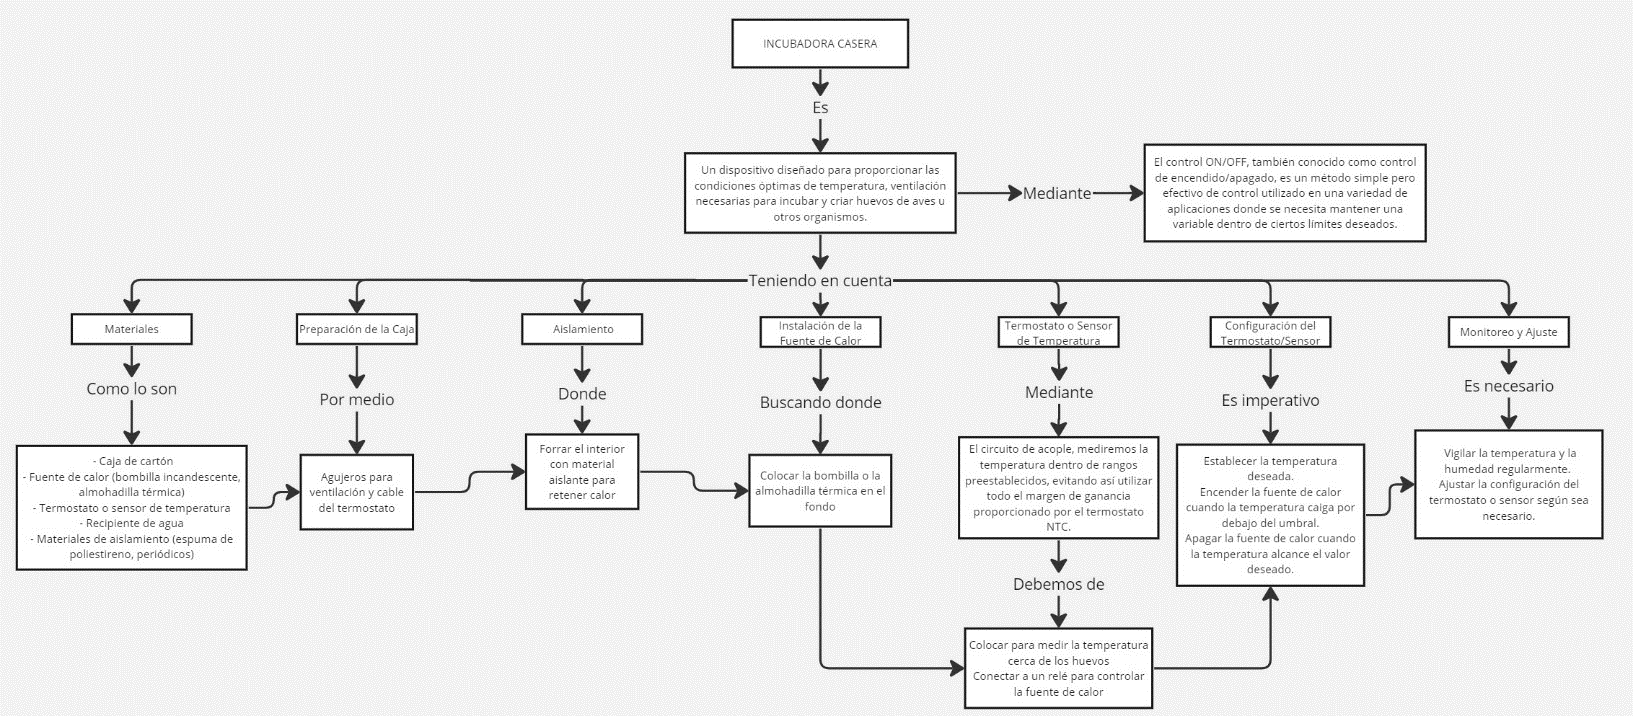 INCUBADORA CASERA
Es
Un dispositivo diseñado para proporcionar las
condiciones óptimas de temperatura, ventilación
necesarias para incubar y criar huevos de aves u
otros organismos.
Mediante
El control ON/OFF, también conocido como control
de encendido/apagado, es un método simple pero
efectivo de control utilizado en una variedad de
aplicaciones donde se necesita mantener una
variable dentro de ciertos límites deseados.
Teniendo en cuenta
Materiales
Como lo son
- Caja de cartón
- Fuente de calor (bombilla incandescente,
almohadilla térmica)
- Termostato o sensor de temperatura
- Recipiente de agua
- Materiales de aislamiento (espuma de
poliestireno, periódicos)
Preparación de la Caja
Por medio
Agujeros para
ventilación y cable
del termostato
Aislamiento
Donde
Forrar el interior
con material
aislante para
retener calor
Instalación de la
Fuente de Calor
Buscando donde
Colocar la bombilla o la
almohadilla térmica en el
fondo
Termostato o Sensor
de Temperatura
Mediante
El circuito de acople, mediremos la
temperatura dentro de rangos
preestablecidos, evitando así utilizar
todo el margen de ganancia
proporcionado por el termostato
NTC.
Debemos de
Colocar para medir la temperatura
cerca de los huevos
Conectar a un relé para controlar
la fuente de calor
Configuración del
Termostato/Sensor
Es imperativo
Establecer la temperatura
deseada.
Encender la fuente de calor
cuando la temperatura caiga por
debajo del umbral.
Apagar la fuente de calor cuando
la temperatura alcance el valor
deseado.
Monitoreo y Ajuste
Es necesario
Vigilar la temperatura y la
humedad regularmente.
Ajustar la configuración del
termostato o sensor según sea
necesario.